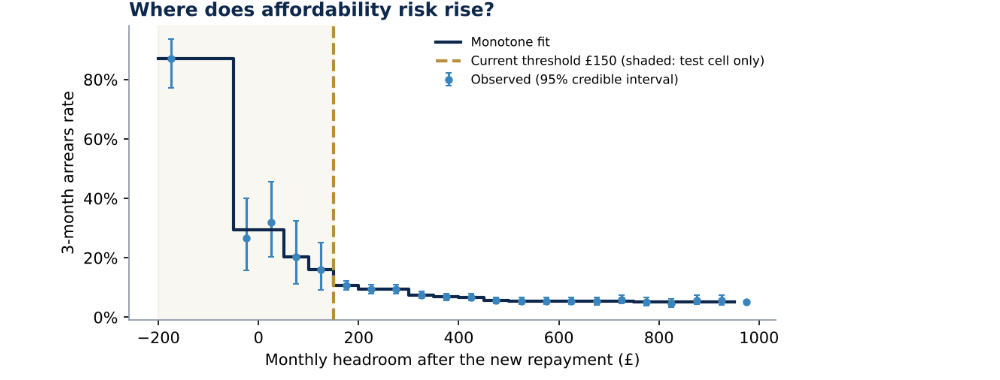 Where does affordability risk rise?
Monotone fit
Current threshold £150 (shaded: test cell only)
Observed (95% credible interval)
3-month arrears rate
80%
60%
40%
20%
0%
−200
0
200
400
600
800
1000
Monthly headroom after the new repayment (£)